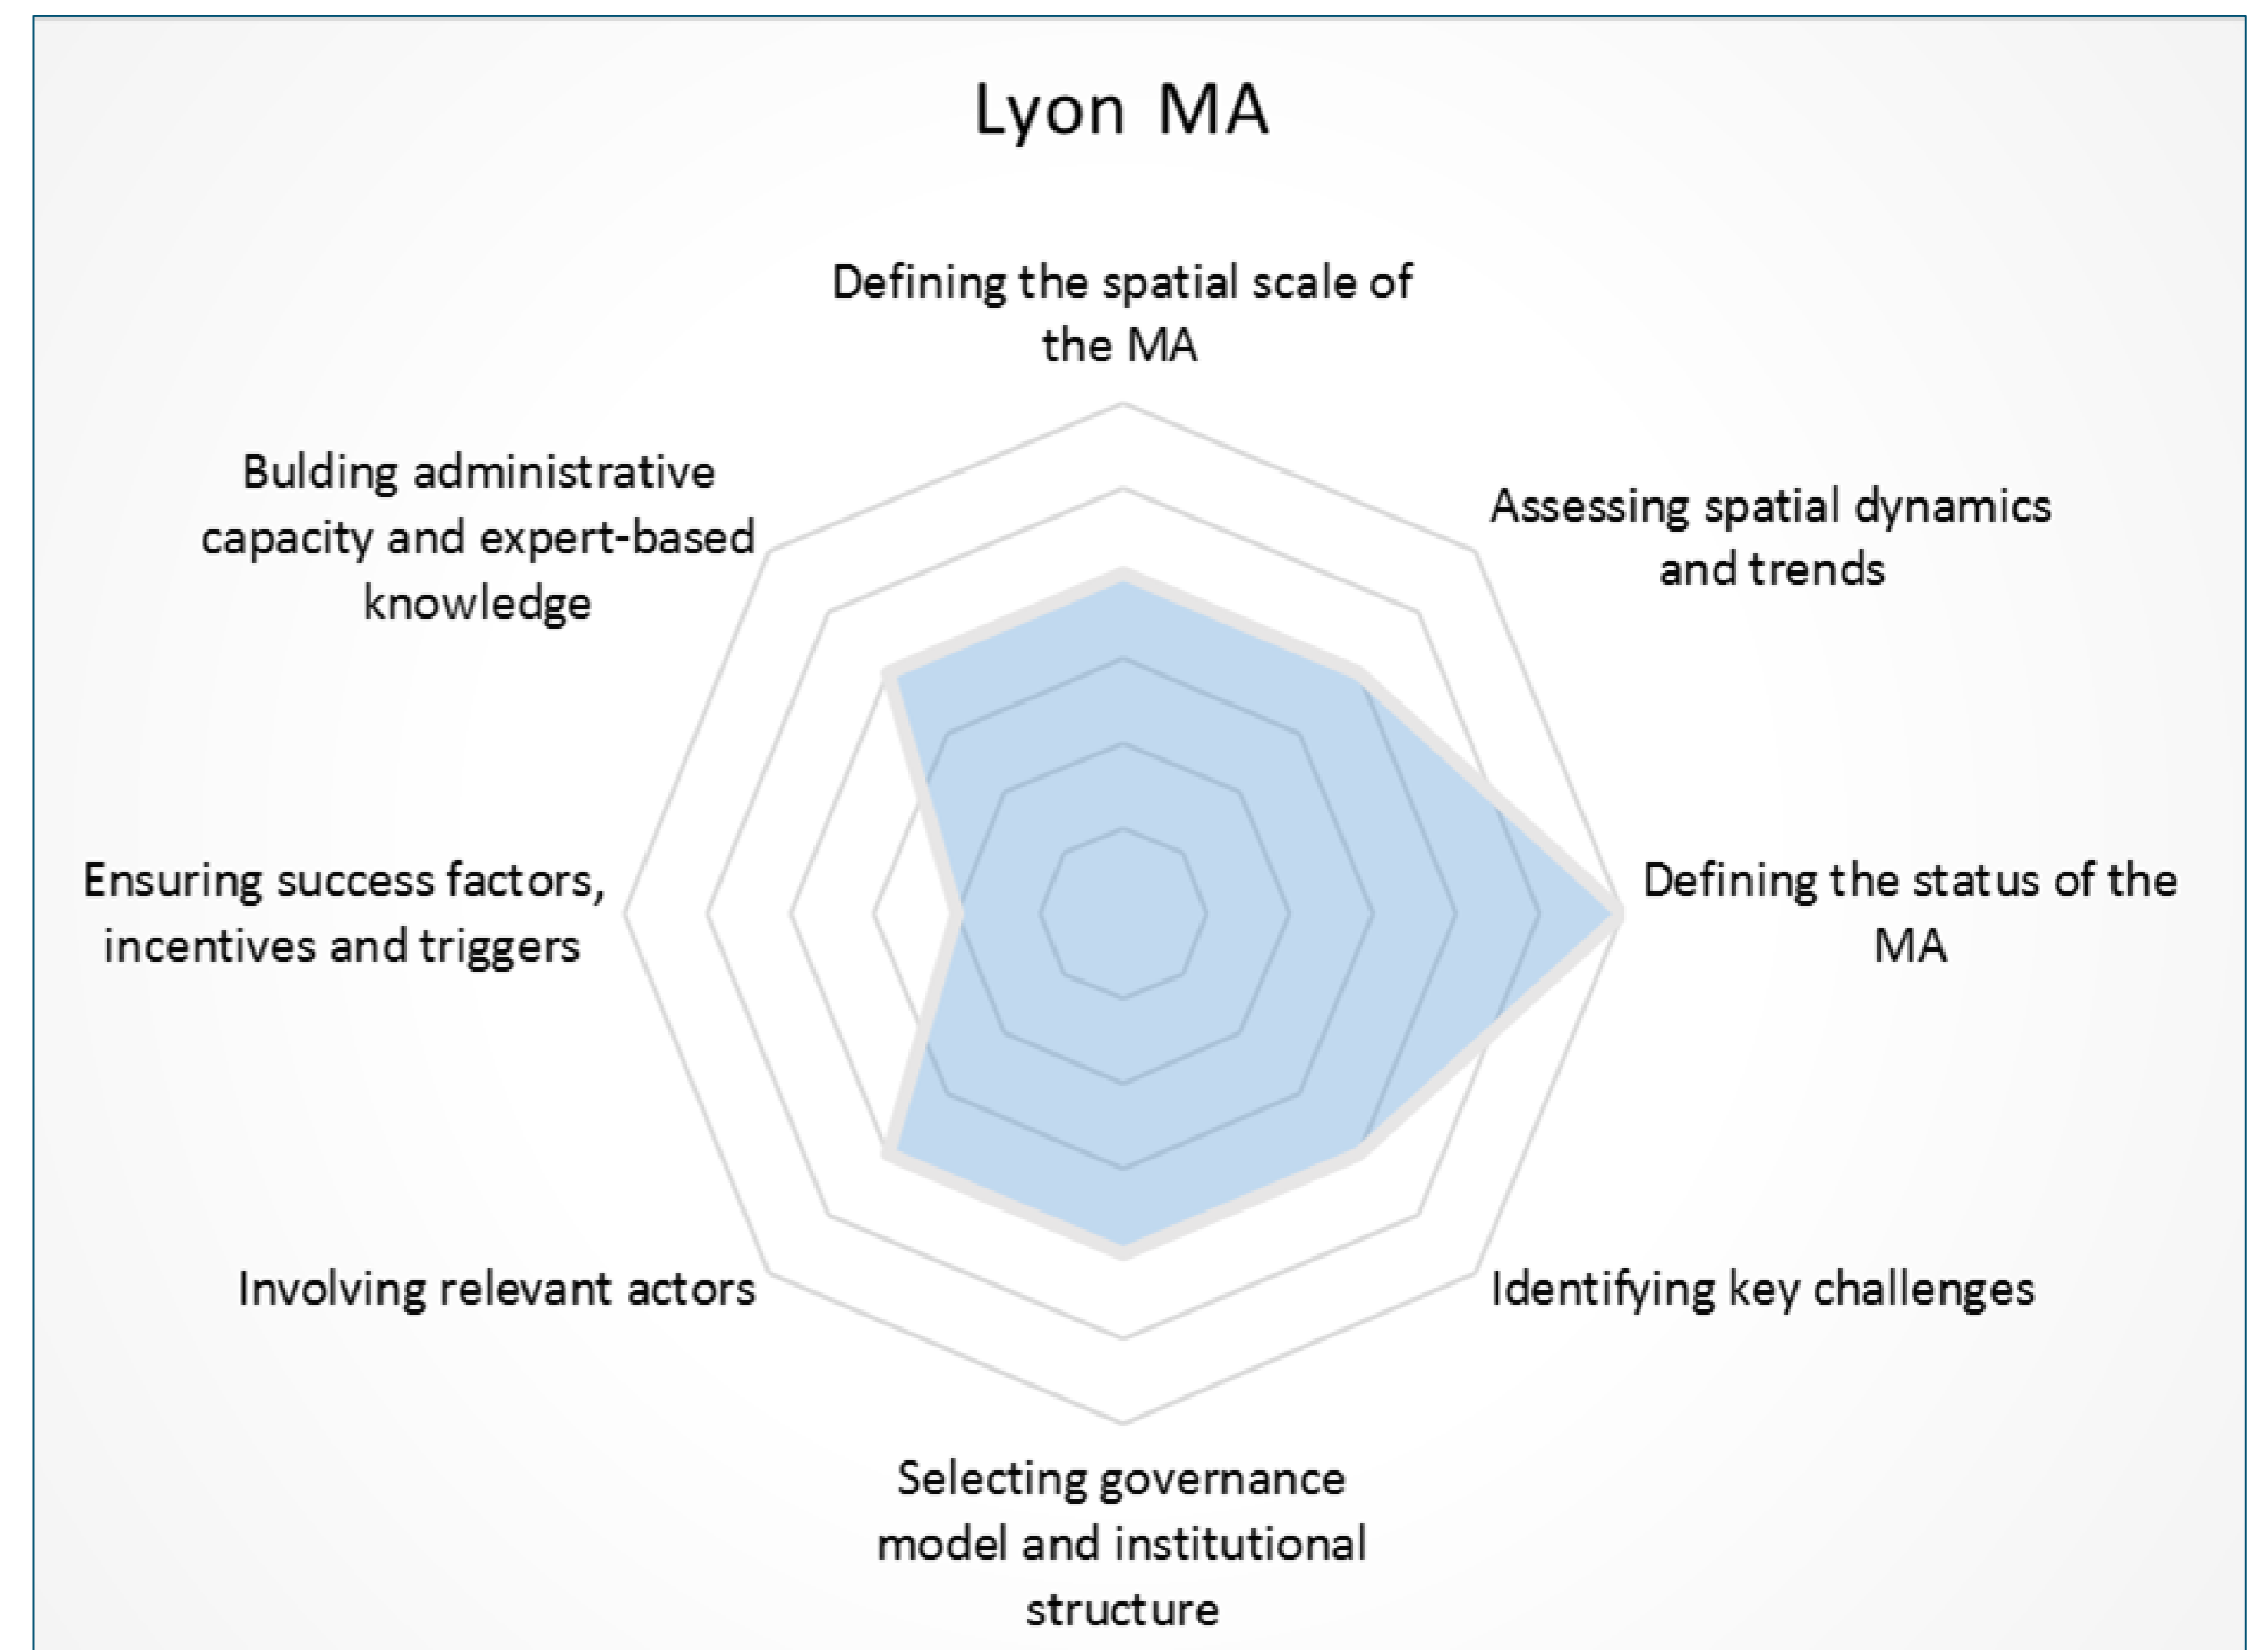 Lyon MA
Defining the spatial scale of
the MA
Assessing spatial dynamics
and trends
Defining the status of the
MA
Identifying key challenges
Selecting governance
model and institutional
structure
Involving relevant actors
Ensuring success factors,
incentives and triggers
Bulding administrative
capacity and expert-based
knowledge